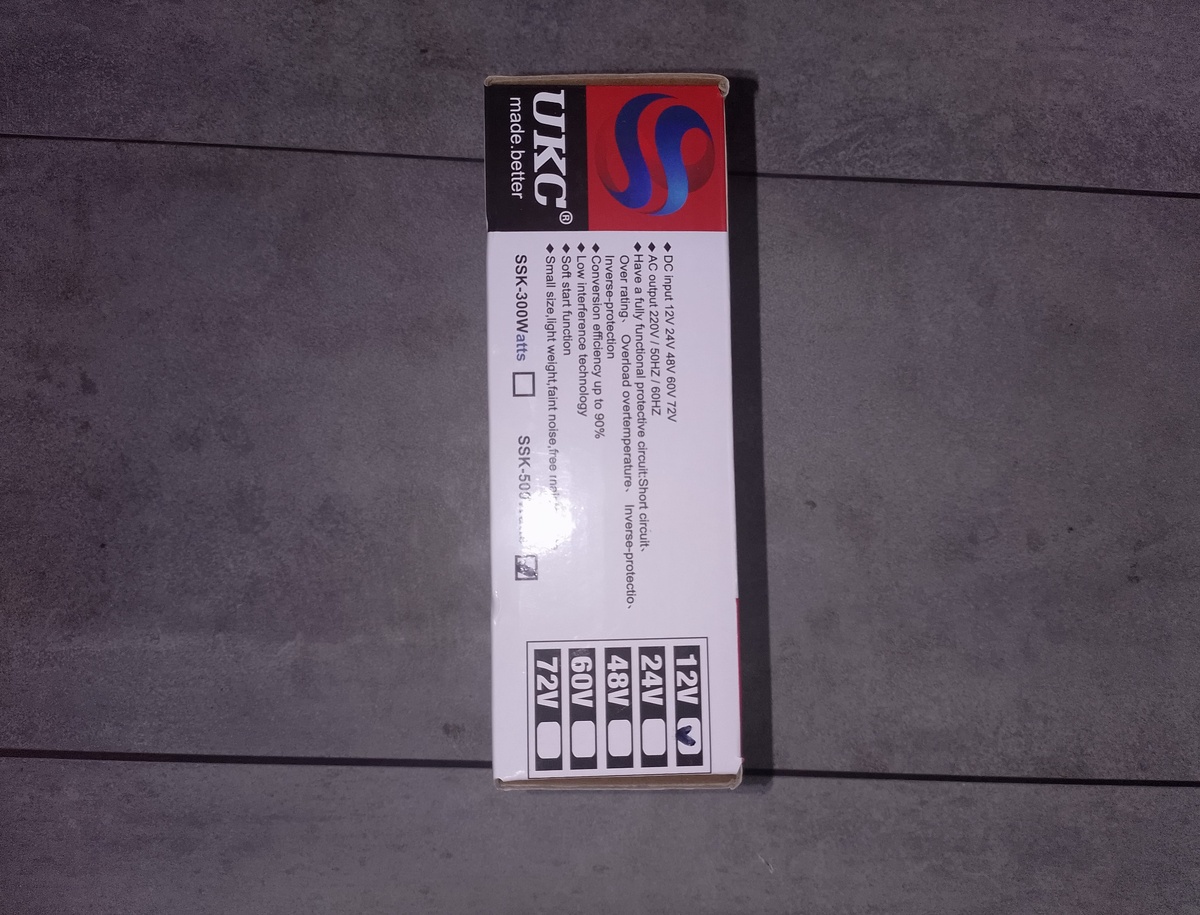 UKC®
made.better
◆ DC input 12V 24V 48V 60V 72V
◆ AC output 220V / 50HZ / 60HZ
◆ Have a fully functional protective circuit:Short circuit、
Over rating、 Overload overtemperature、 Inverse-protectio、
Inverse-protection
◆ Conversion efficiency up to 90%
◆ Low interference technology
◆ Soft start function
◆ Small size,light weight,faint noise,free
SSK-300Watts
12V
24V
48V
60V
72V